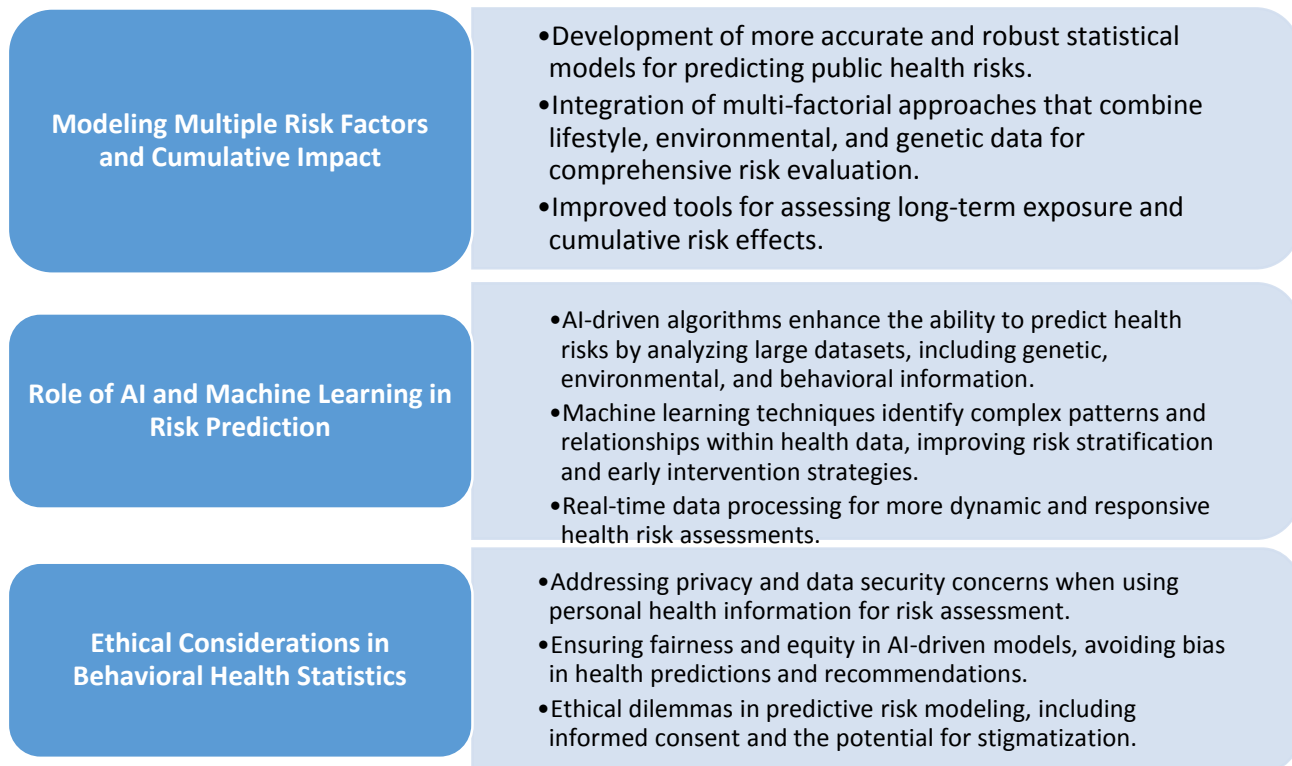 Modeling Multiple Risk Factors
and Cumulative Impact
•Development of more accurate and robust statistical
models for predicting public health risks.
•Integration of multi-factorial approaches that combine
lifestyle, environmental, and genetic data for
comprehensive risk evaluation.
•Improved tools for assessing long-term exposure and
cumulative risk effects.
Role of AI and Machine Learning in
Risk Prediction
•AI-driven algorithms enhance the ability to predict health
risks by analyzing large datasets, including genetic,
environmental, and behavioral information.
•Machine learning techniques identify complex patterns and
relationships within health data, improving risk stratification
and early intervention strategies.
•Real-time data processing for more dynamic and responsive
health risk assessments.
Ethical Considerations in
Behavioral Health Statistics
•Addressing privacy and data security concerns when using
personal health information for risk assessment.
•Ensuring fairness and equity in AI-driven models, avoiding bias
in health predictions and recommendations.
•Ethical dilemmas in predictive risk modeling, including
informed consent and the potential for stigmatization.